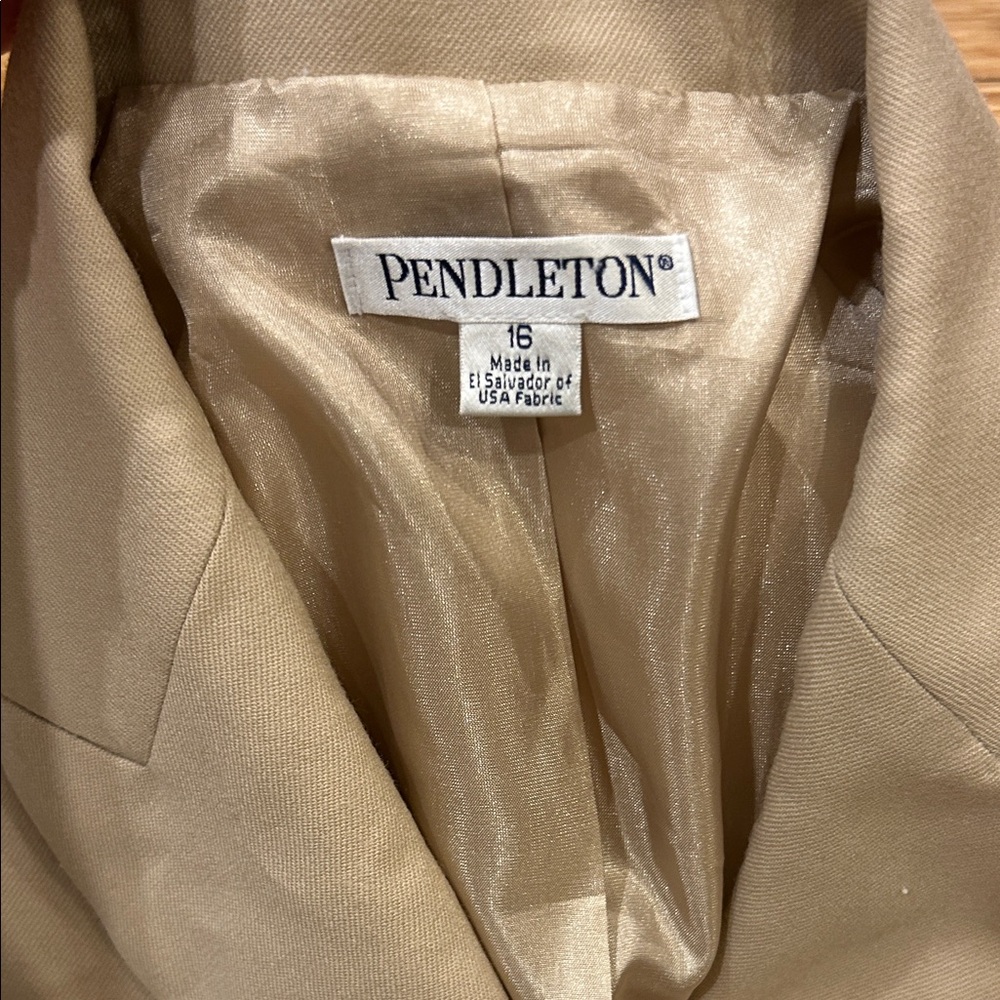 PENDLETON®
16
Made in
El Salvador of
USA Fabric